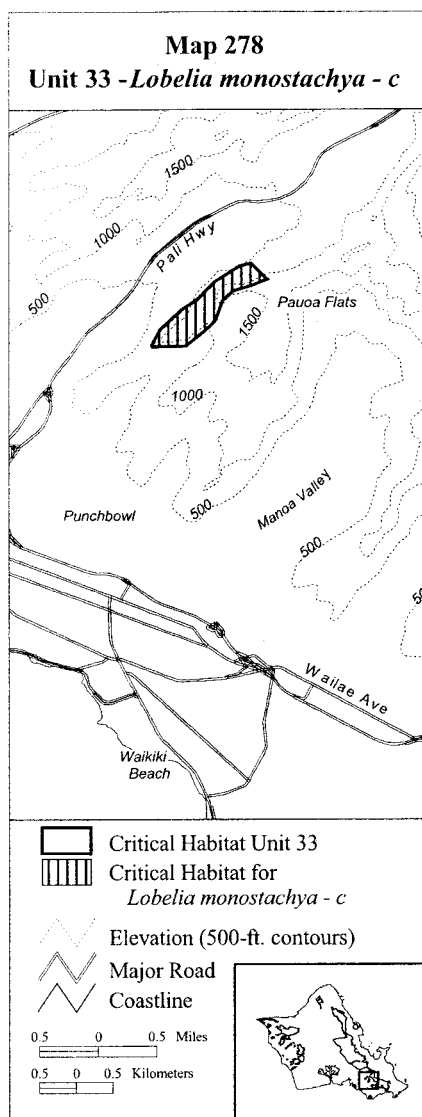 Map 278
Unit 33 - Lobelia monostachya - c
1500
1000
Pali Hwy
500
Pauoa Flats
1500
1000
500
Manoa Valley
Punchbowl
500
50
Wailae Ave
Waikiki
Beach
Critical Habitat Unit 33
Critical Habitat for
Lobelia monostachya - c
Elevation (500-ft. contours)
Major Road
Coastline
0.5 0 0.5 Miles
0.5 0 0.5 Kilometers